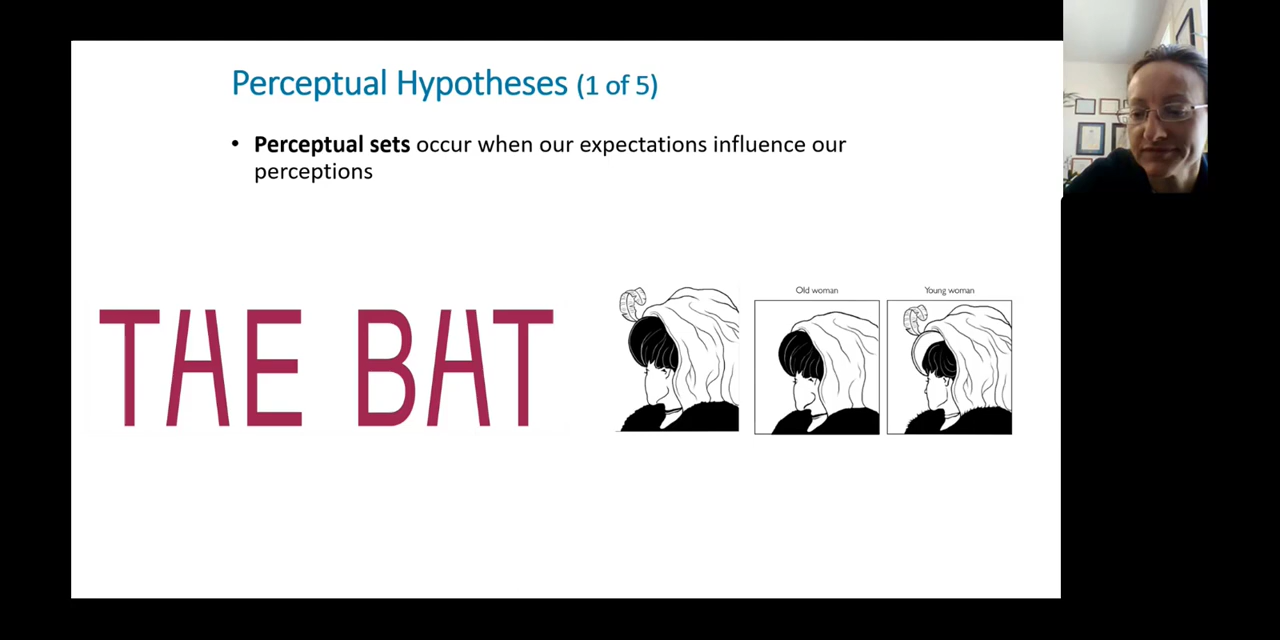 Perceptual Hypotheses (1 of 5)
• Perceptual sets occur when our expectations influence our
perceptions
THE BAT
Old woman
Young woman